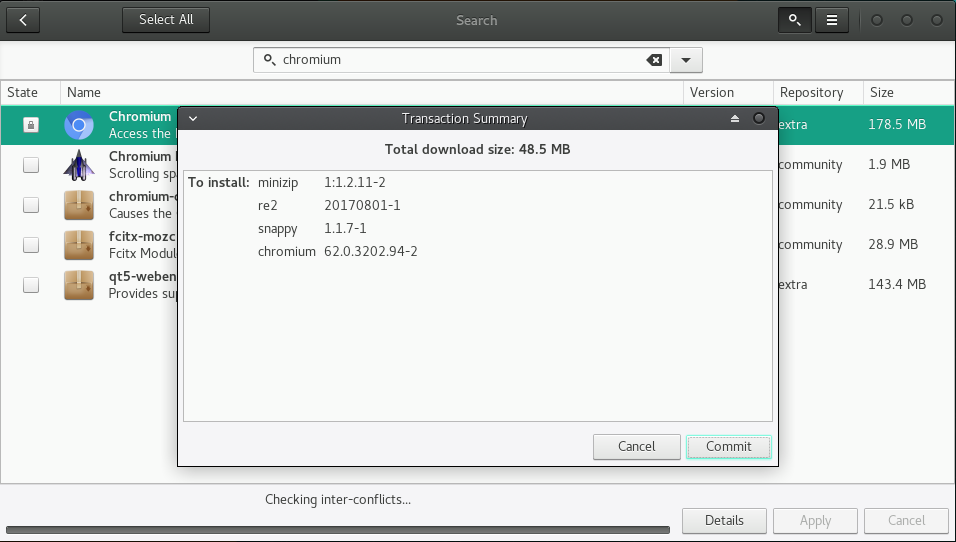 Select All
Search
chromium
State Name Version Repository Size
Chromium
Access the
extra 178.5 MB
Chromium
Scrolling spa
community 1.9 MB
chromium-c
Causes the
community 21.5 kB
fcitx-mozc
Fcitx Modul
community 28.9 MB
qt5-weben
Provides sup
extra 143.4 MB
Transaction Summary
Total download size: 48.5 MB
To install: minizip 1:1.2.11-2
re2 20170801-1
snappy 1.1.7-1
chromium 62.0.3202.94-2
Cancel Commit
Checking inter-conflicts...
Details Apply Cancel